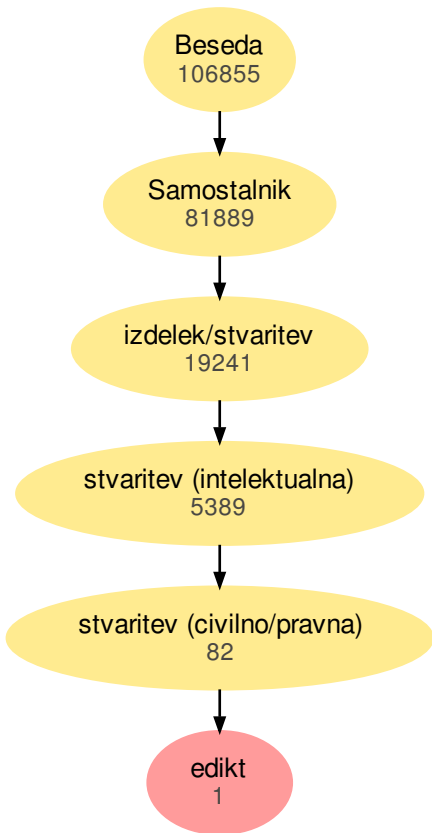 Beseda
106855
Samostalnik
81889
izdelek/stvaritev
19241
stvaritev (intelektualna)
5389
stvaritev (civilno/pravna)
82
edikt
1